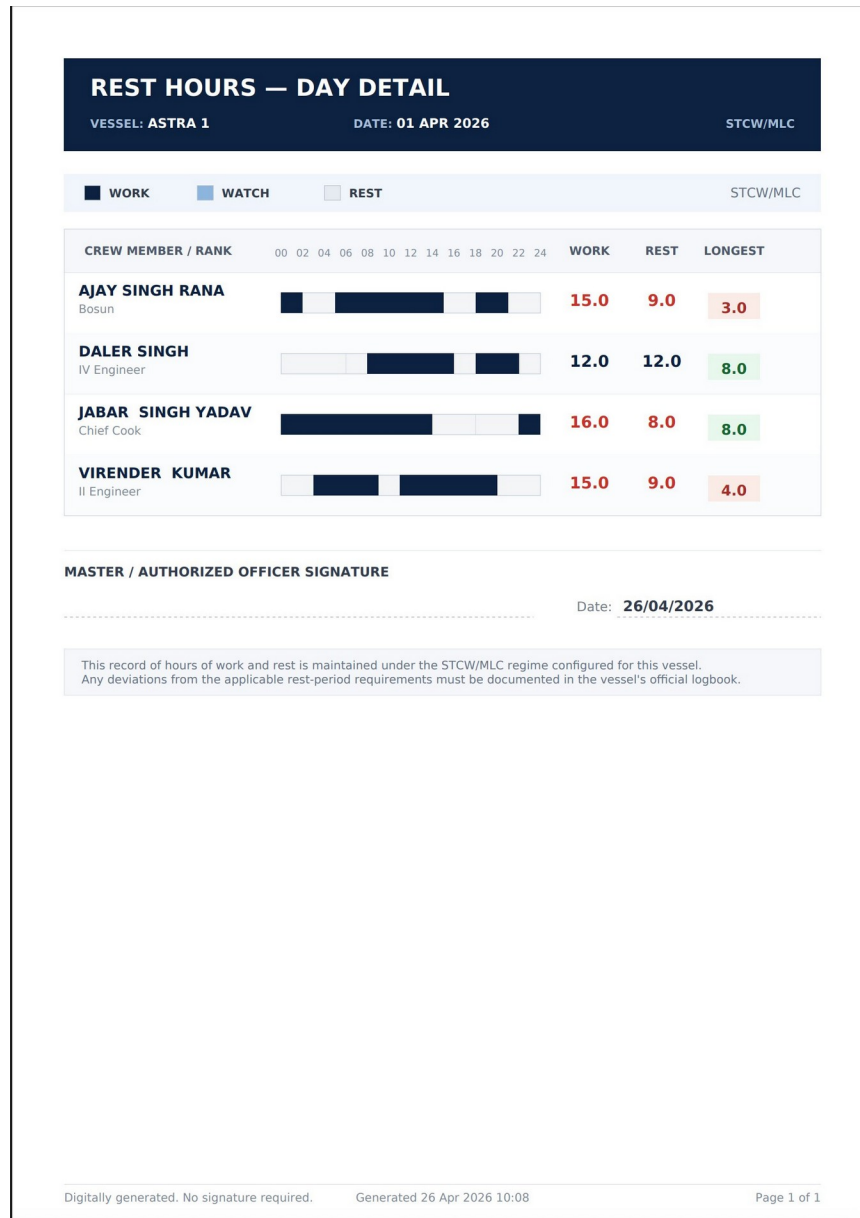 REST HOURS — DAY DETAIL
VESSEL: ASTRA 1 DATE: 01 APR 2026 STCW/MLC
WORK WATCH REST STCW/MLC
CREW MEMBER / RANK 00 02 04 06 08 10 12 14 16 18 20 22 24 WORK REST LONGEST
AJAY SINGH RANA 15.0 9.0 3.0
Bosun
DALER SINGH 12.0 12.0 8.0
IV Engineer
JABAR  SINGH YADAV 16.0 8.0 8.0
Chief Cook
VIRENDER  KUMAR 15.0 9.0 4.0
II Engineer
MASTER / AUTHORIZED OFFICER SIGNATURE
Date: 26/04/2026
This record of hours of work and rest is maintained under the STCW/MLC regime configured for this vessel.
Any deviations from the applicable rest-period requirements must be documented in the vessel's official logbook.
Digitally generated. No signature required. Generated 26 Apr 2026 10:08 Page 1 of 1